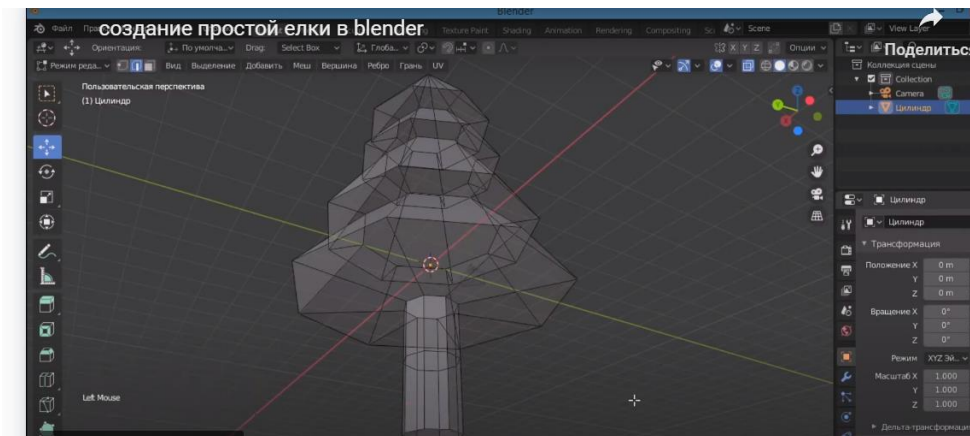 Blender
создание простой елки в blender
Файл
Texture Paint Shading Animation Rendering Compositing Scene View Layer
Поделиться
Ориентация: По умолча... Drag: Select Box Глоба... X Y Z Опции
Режим реда... Вид Выделение Добавить Меш Вершина Ребро Грань UV
Пользовательская перспектива
(1) Цилиндр
Left Mouse
Коллекция сцены
Collection
Camera
Цилиндр
Цилиндр
Цилиндр
Трансформация
Положение X 0 m
Y 0 m
Z 0 m
Вращение X 0°
Y 0°
Z 0°
Режим XYZ Эй...
Масштаб X 1.000
Y 1.000
Z 1.000
Дельта-трансформаци